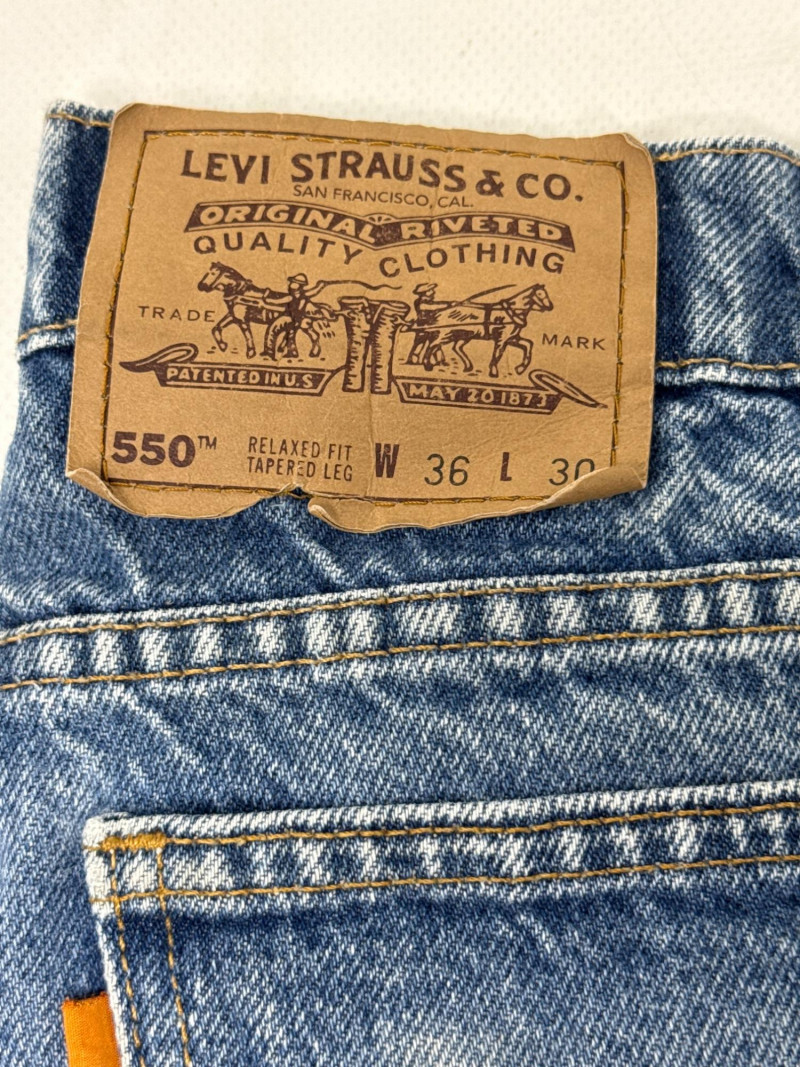 LEVI STRAUSS & CO.
SAN FRANCISCO, CAL.
ORIGINAL RIVETED
QUALITY CLOTHING
TRADE MARK
PATENTED IN U.S MAY 20 1873
550™ RELAXED FIT W 36 L 30
TAPERED LEG